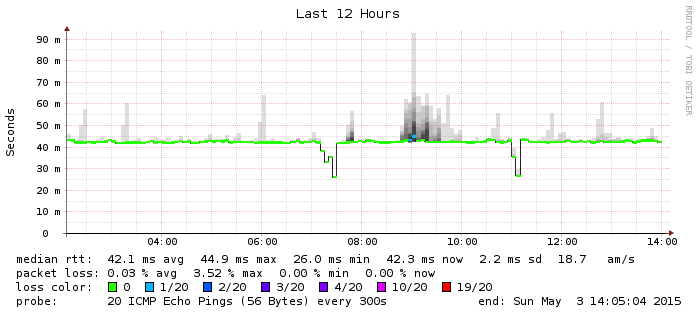 Last 12 Hours
RRDTOOL / TOBI OETIKER
Seconds
90 m
80 m
70 m
60 m
50 m
40 m
30 m
20 m
10 m
0
04:00 06:00 08:00 10:00 12:00 14:00
median rtt: 42.1 ms avg 44.9 ms max 26.0 ms min 42.3 ms now 2.2 ms sd 18.7 am/s
packet loss: 0.03 % avg 3.52 % max 0.00 % min 0.00 % now
loss color: 0 1/20 2/20 3/20 4/20 10/20 19/20
probe: 20 ICMP Echo Pings (56 Bytes) every 300s end: Sun May 3 14:05:04 2015